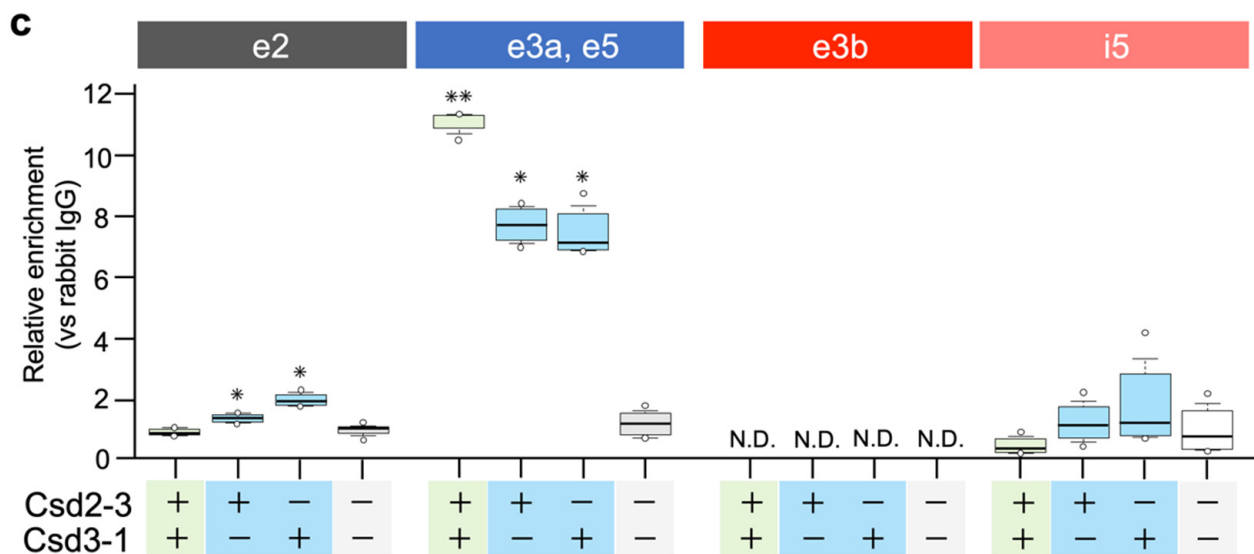 c
e2 e3a, e5 e3b i5
Relative enrichment
(vs rabbit IgG)
12
10
8
6
4
2
0
** * *
* *
N.D. N.D. N.D. N.D.
Csd2-3 + + − − + + − − + + − − + + − −
Csd3-1 + − + − + − + − + − + − + − + −